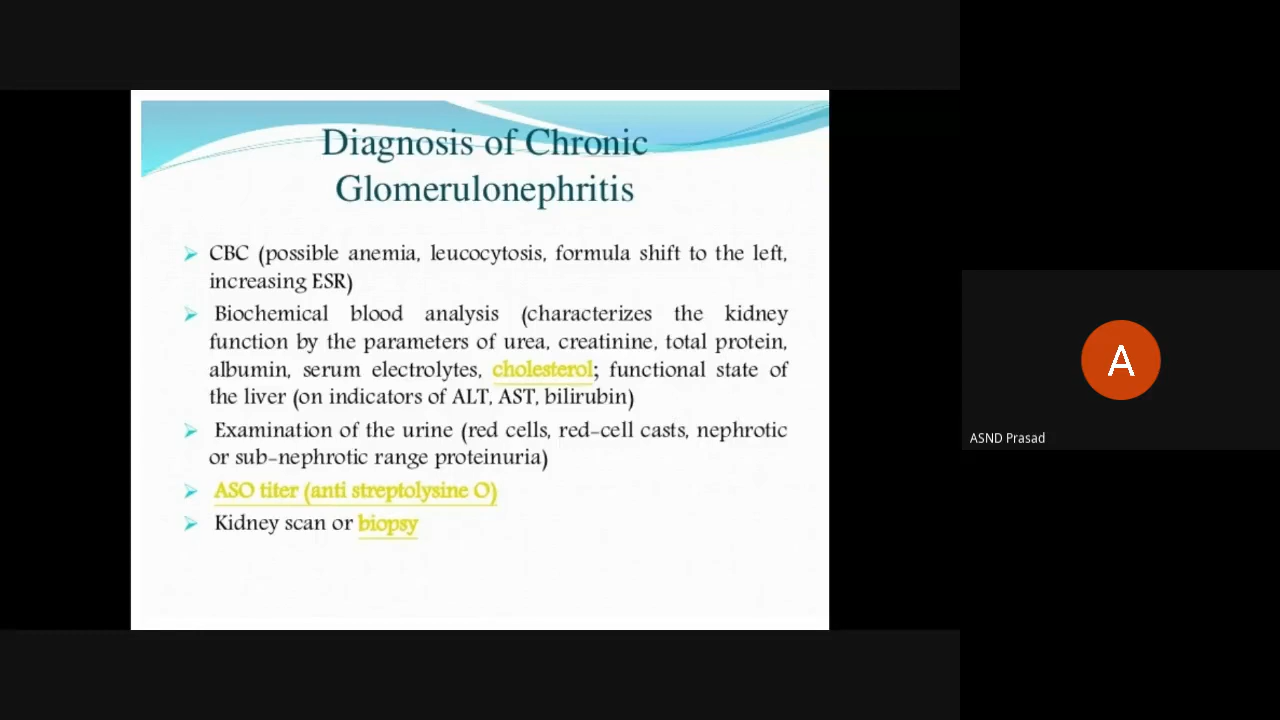 Diagnosis of Chronic
Glomerulonephritis
CBC (possible anemia, leucocytosis, formula shift to the left,
increasing ESR)
Biochemical blood analysis (characterizes the kidney
function by the parameters of urea, creatinine, total protein,
albumin, serum electrolytes, cholesterol; functional state of
the liver (on indicators of ALT, AST, bilirubin)
Examination of the urine (red cells, red-cell casts, nephrotic
or sub-nephrotic range proteinuria)
ASO titer (anti streptolysine O)
Kidney scan or biopsy
A
ASND Prasad